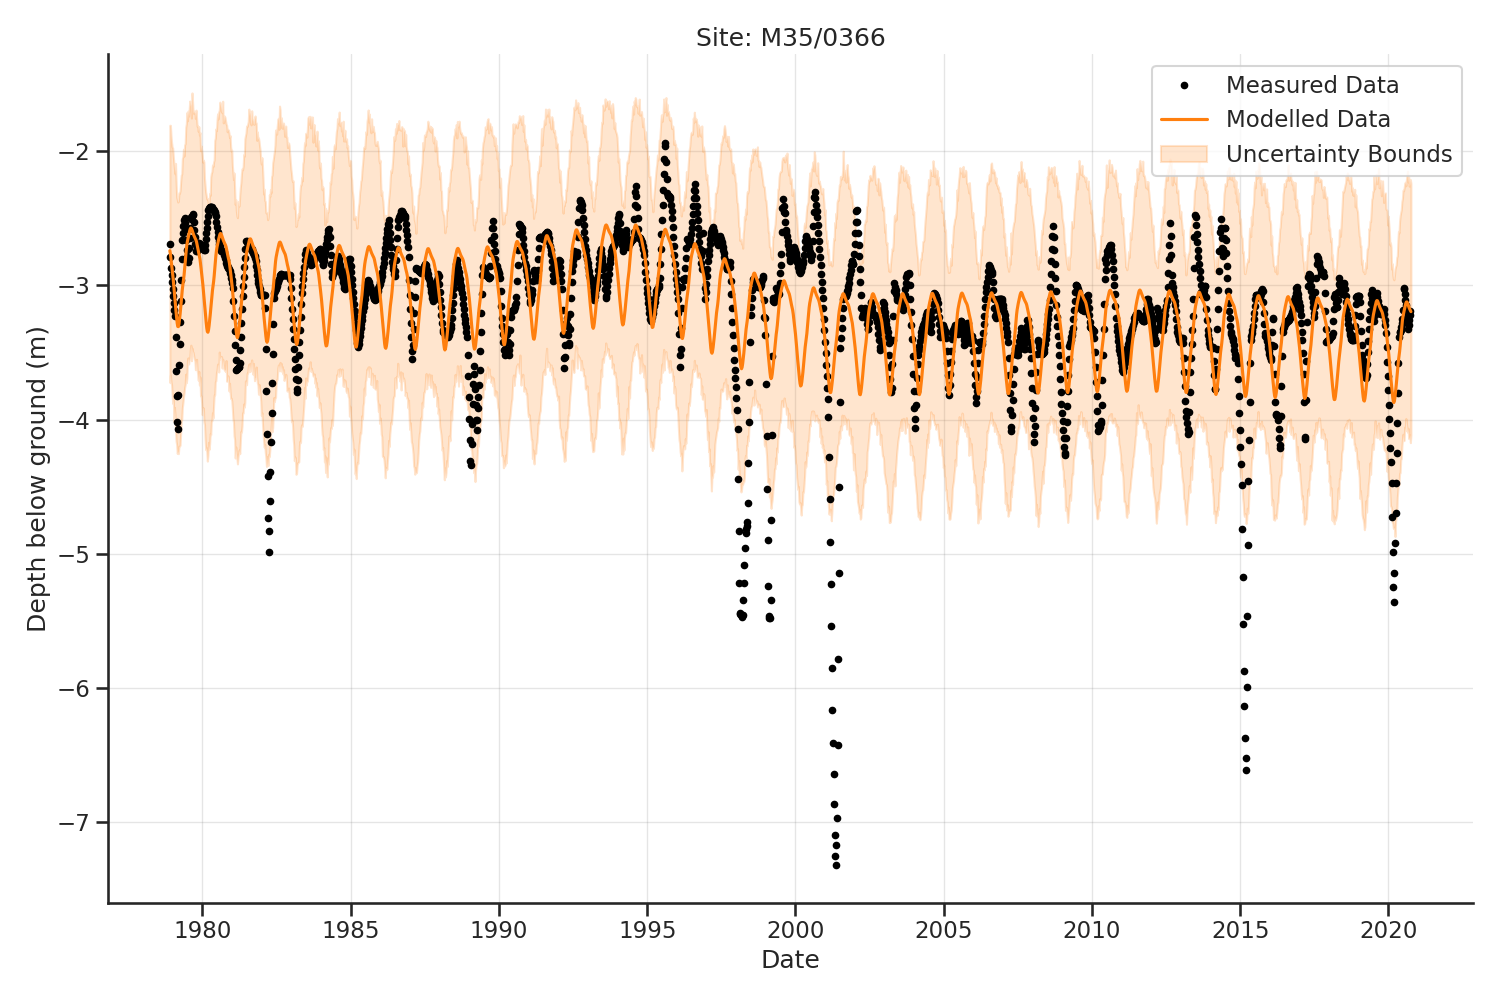 Site: M35/0366
Measured Data
Modelled Data
Uncertainty Bounds
Depth below ground (m)
−2
−3
−4
−5
−6
−7
1980 1985 1990 1995 2000 2005 2010 2015 2020
Date